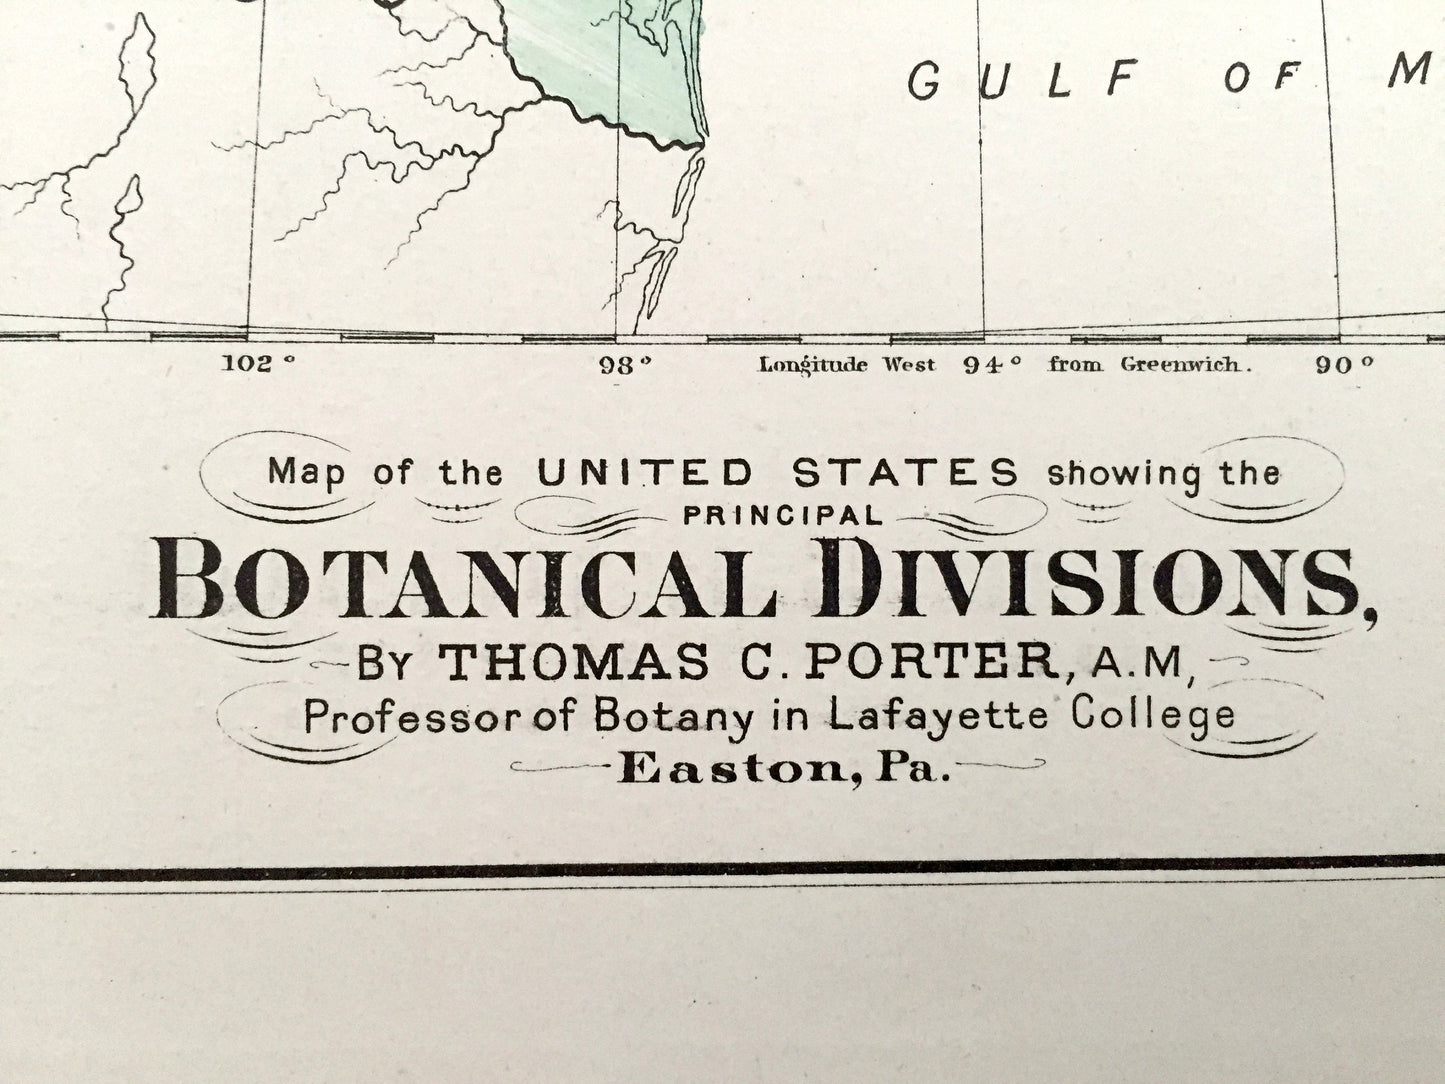 GULF OF M
102° 98° Longitude West 94° from Greenwich. 90°
Map of the UNITED STATES showing the
PRINCIPAL
BOTANICAL DIVISIONS,
BY THOMAS C. PORTER, A.M,
Professor of Botany in Lafayette College
Easton, Pa.